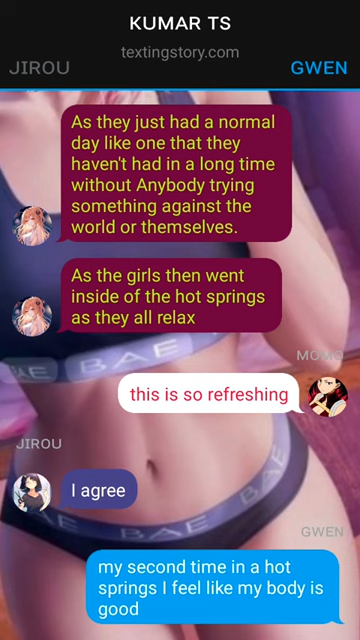 KUMAR TS
textingstory.com
JIROU
GWEN
As they just had a normal
day like one that they
haven't had in a long time
without Anybody trying
something against the
world or themselves.
As the girls then went
inside of the hot springs
as they all relax
MOMO
AE
BAE
this is so refreshing
JIROU
I agree
BAE
GWEN
my second time in a hot
springs I feel like my body is
good